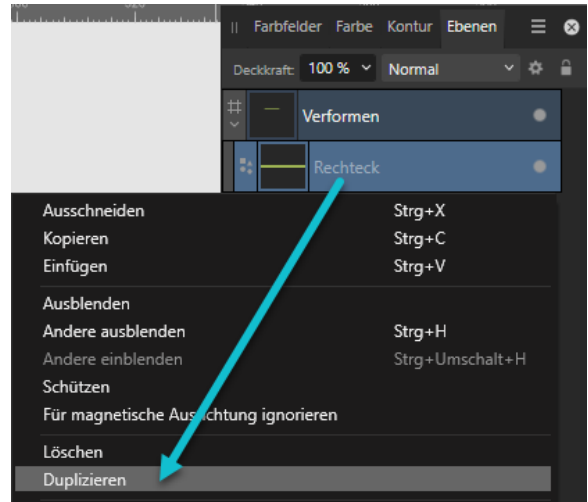 Farbfelder Farbe Kontur Ebenen
Deckkraft: 100 % Normal
Verformen
Rechteck
Ausschneiden Strg+X
Kopieren Strg+C
Einfügen Strg+V
Ausblenden
Andere ausblenden Strg+H
Andere einblenden Strg+Umschalt+H
Schützen
Für magnetische Ausrichtung ignorieren
Löschen
Duplizieren